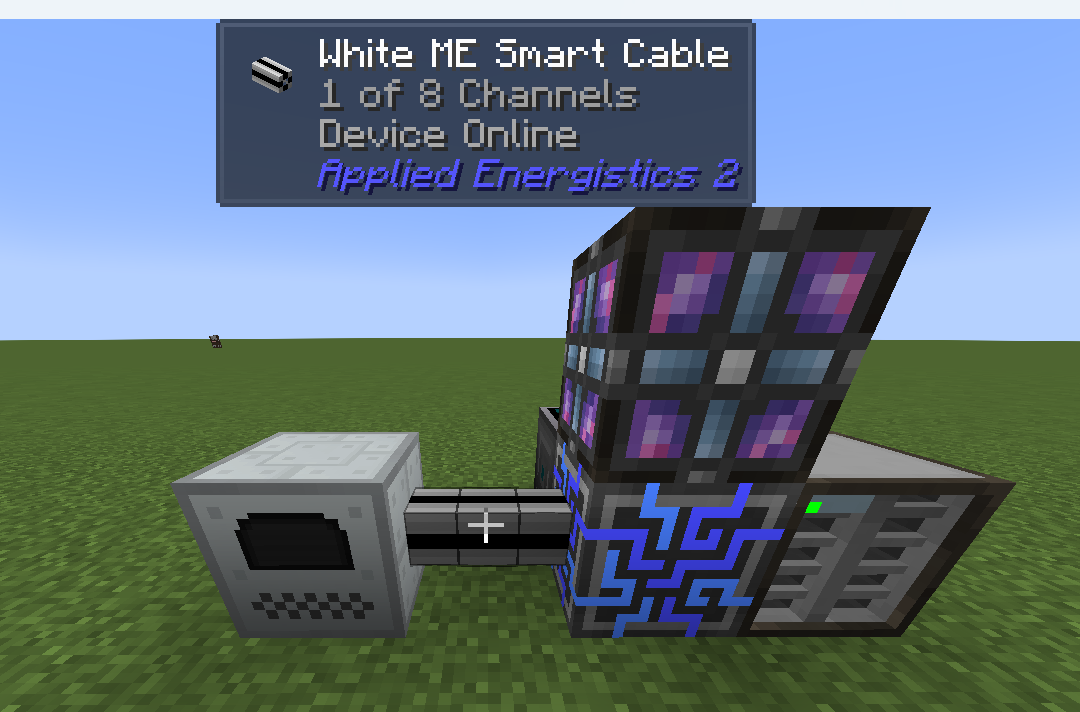 White ME Smart Cable
1 of 8 Channels
Device Online
Applied Energistics 2